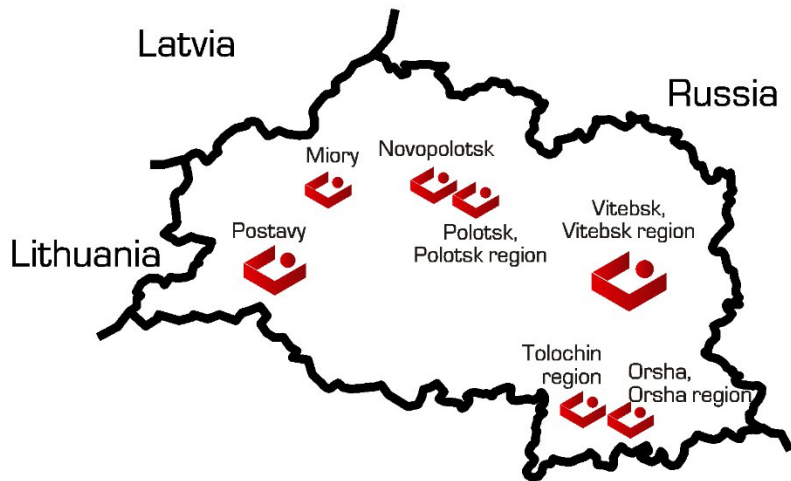 Latvia
Russia
Miory
Novopolotsk
Polotsk,
Polotsk region
Vitebsk,
Vitebsk region
Postavy
Lithuania
Tolochin
region
Orsha,
Orsha region